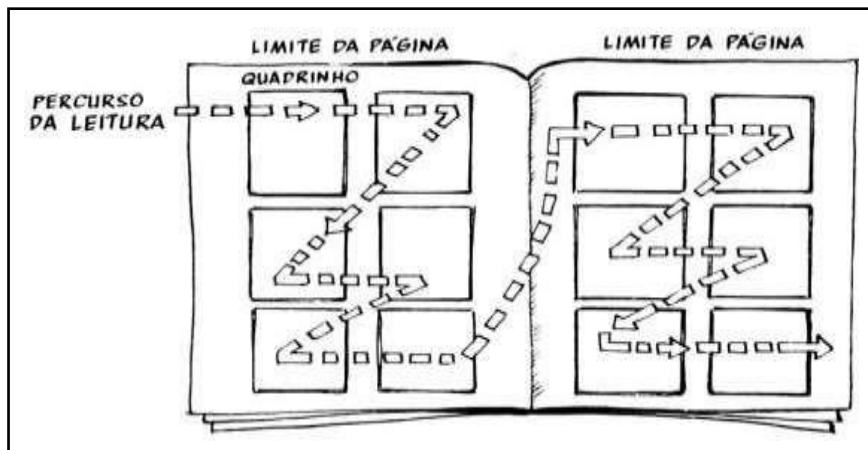 LIMITE DA PÁGINA
LIMITE DA PÁGINA
QUADRINHO
PERCURSO
DA LEITURA